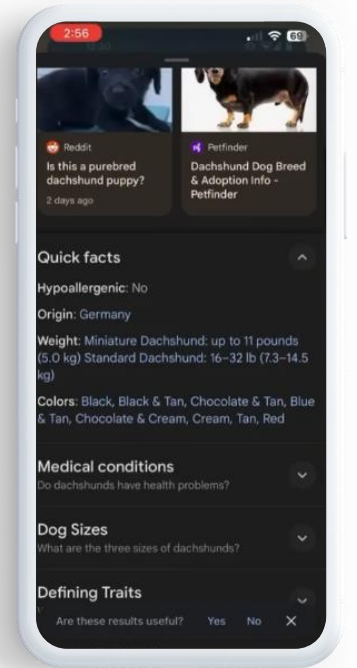 2:56
69
Reddit
Is this a purebred
dachshund puppy?
2 days ago
Petfinder
Dachshund Dog Breed
& Adoption Info -
Petfinder
Quick facts
Hypoallergenic: No
Origin: Germany
Weight: Miniature Dachshund: up to 11 pounds
(5.0 kg) Standard Dachshund: 16–32 lb (7.3–14.5
kg)
Colors: Black, Black & Tan, Chocolate & Tan, Blue
& Tan, Chocolate & Cream, Cream, Tan, Red
Medical conditions
Do dachshunds have health problems?
Dog Sizes
What are the three sizes of dachshunds?
Defining Traits
Are these results useful? Yes No